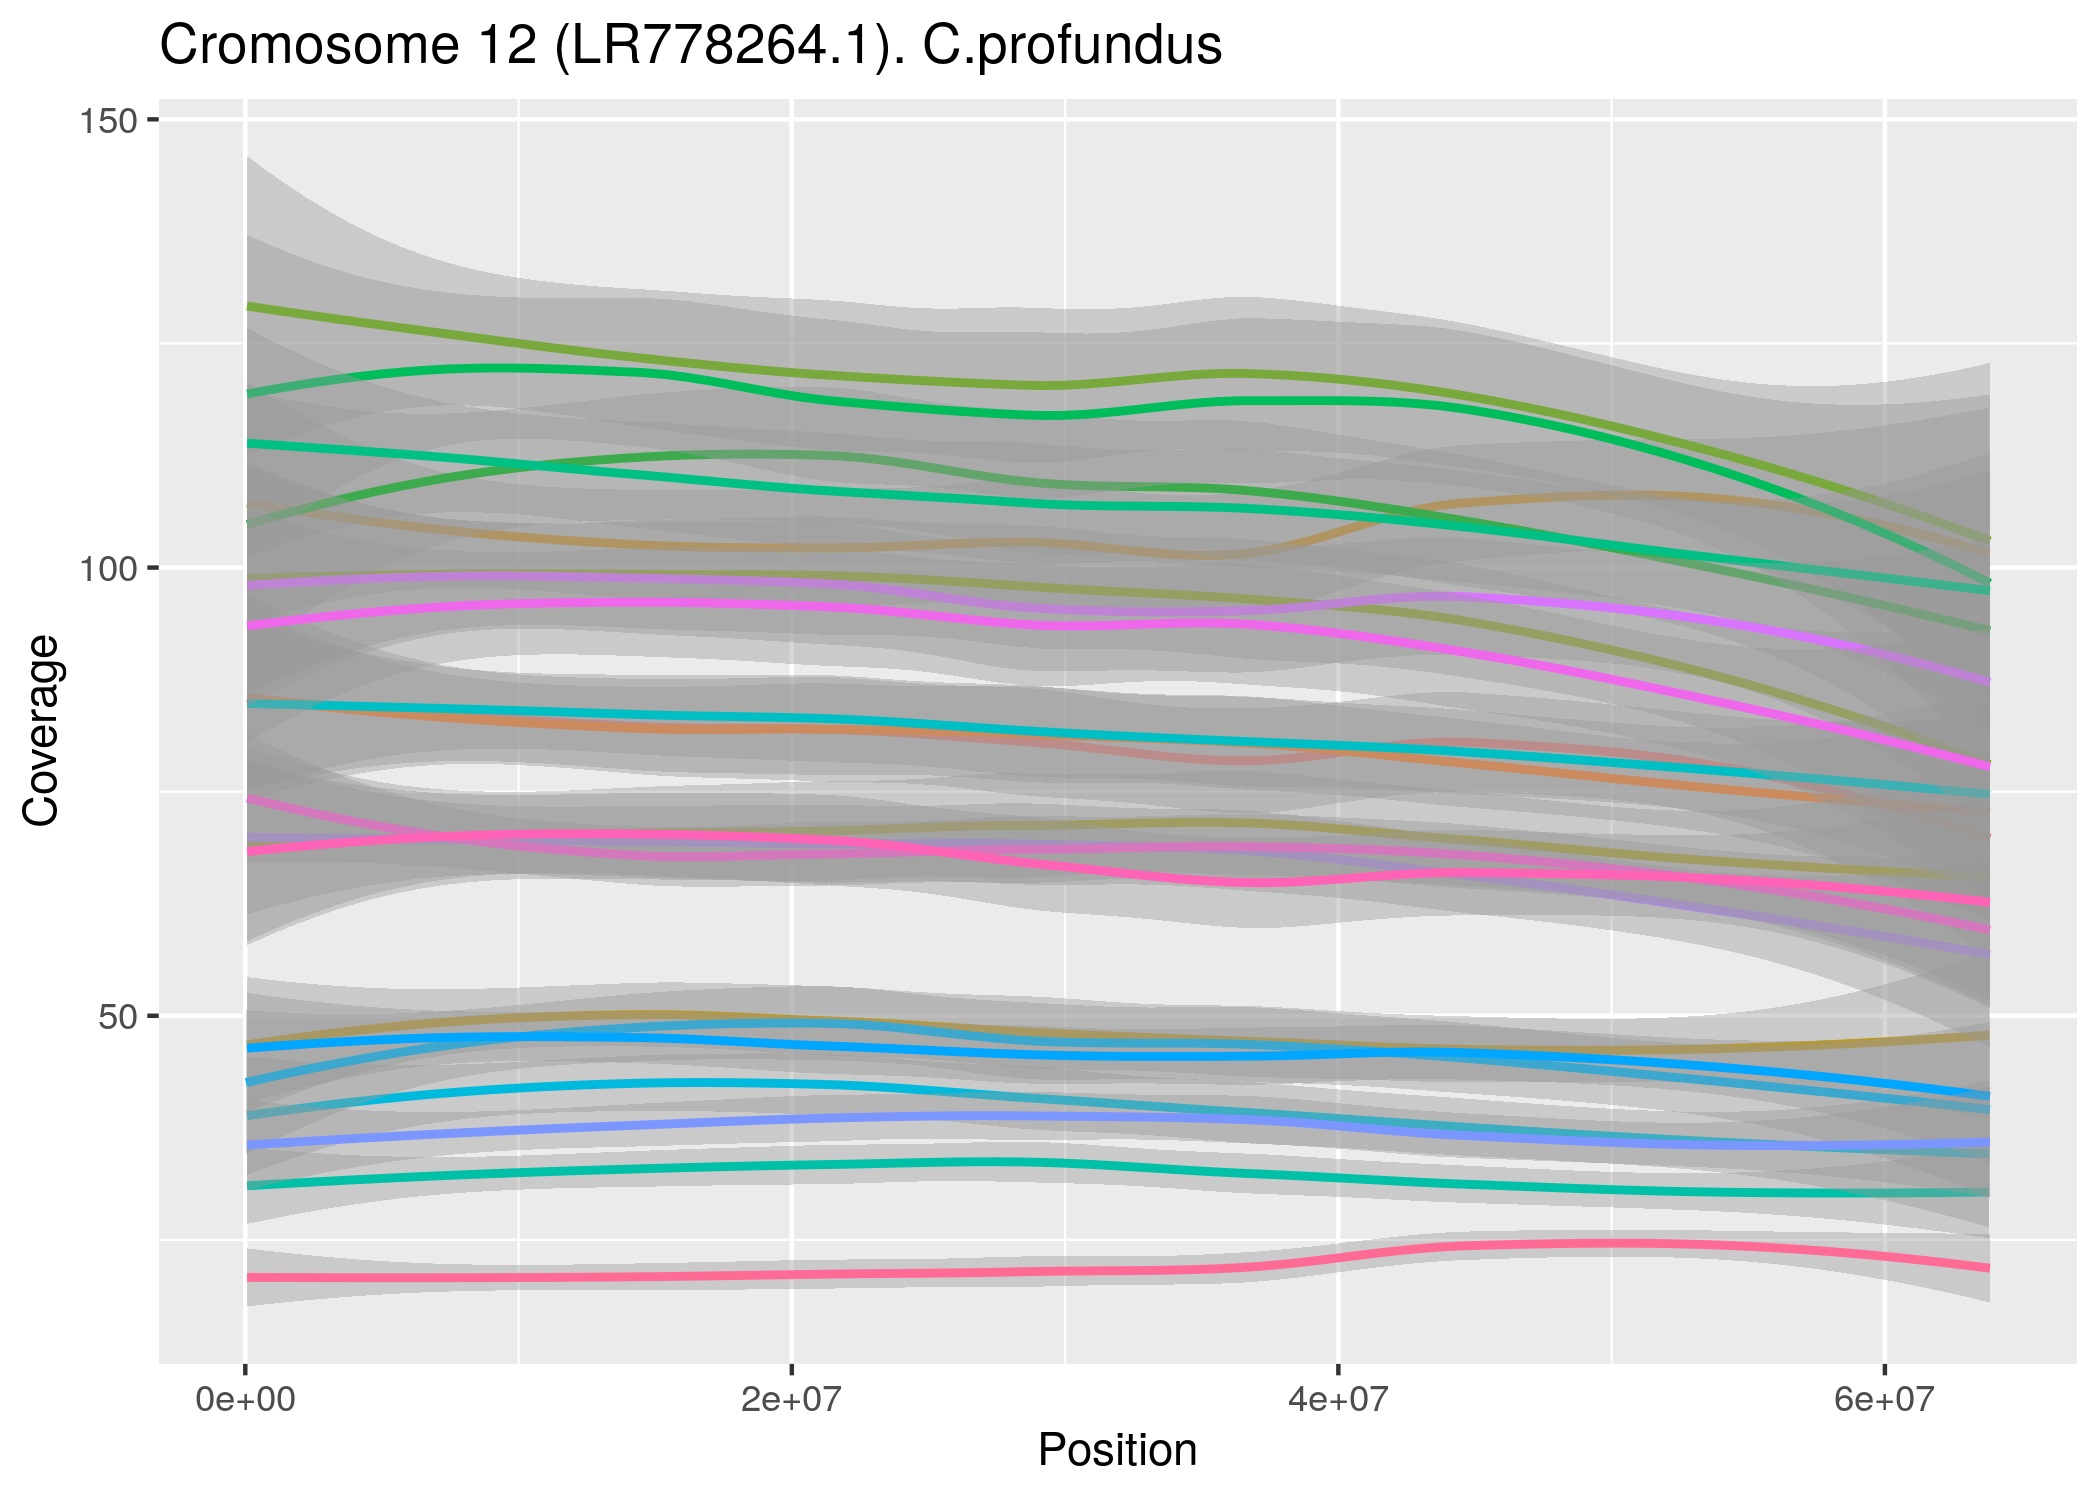 Cromosome 12 (LR778264.1). C.profundus
150
100
50
Coverage
0e+00 2e+07 4e+07 6e+07
Position